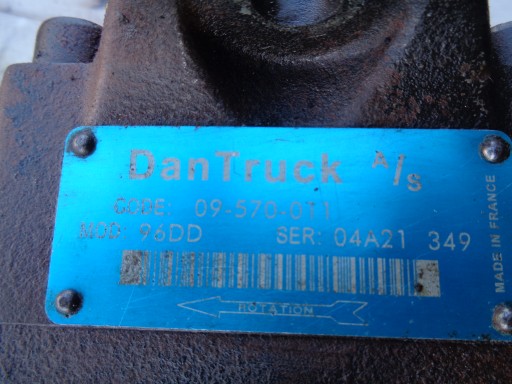 DanTruck A/s
CODE: 09-570-011
MOD: 96DD SER: 04A21 349
ROTATION
MADE IN FRANCE